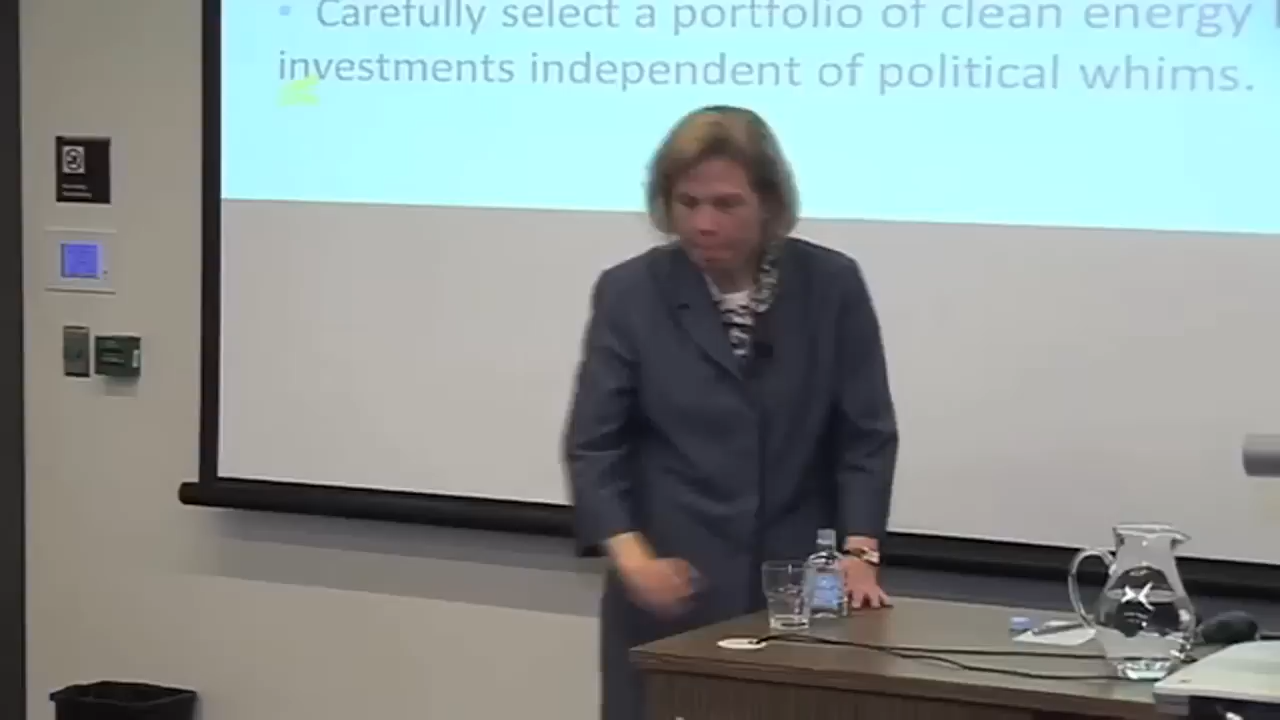 • Carefully select a portfolio of clean energy
investments independent of political whims.